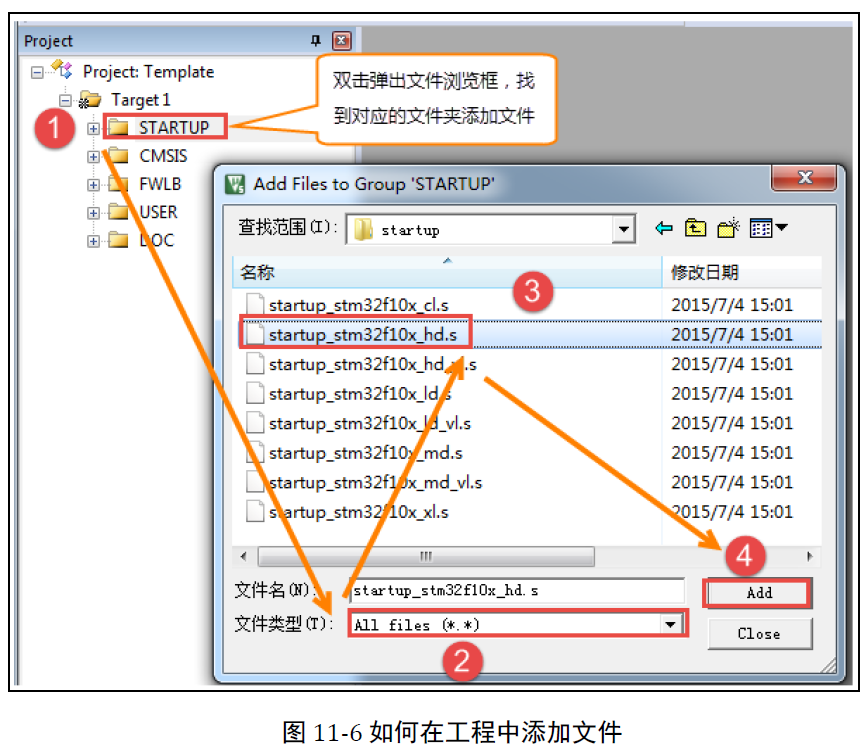 Project
Project: Template
Target 1
STARTUP
CMSIS
FWLB
USER
DOC
双击弹出文件浏览框，找
到对应的文件夹添加文件
1
Add Files to Group 'STARTUP'
查找范围(I):
startup
名称
修改日期
3
startup_stm32f10x_cl.s 2015/7/4 15:01
startup_stm32f10x_hd.s 2015/7/4 15:01
startup_stm32f10x_hd_vl.s 2015/7/4 15:01
startup_stm32f10x_ld.s 2015/7/4 15:01
startup_stm32f10x_ld_vl.s 2015/7/4 15:01
startup_stm32f10x_md.s 2015/7/4 15:01
startup_stm32f10x_md_vl.s 2015/7/4 15:01
startup_stm32f10x_xl.s 2015/7/4 15:01
4
文件名(N):
startup_stm32f10x_hd.s
Add
文件类型(T):
All files (*.*)
Close
2
图 11-6 如何在工程中添加文件